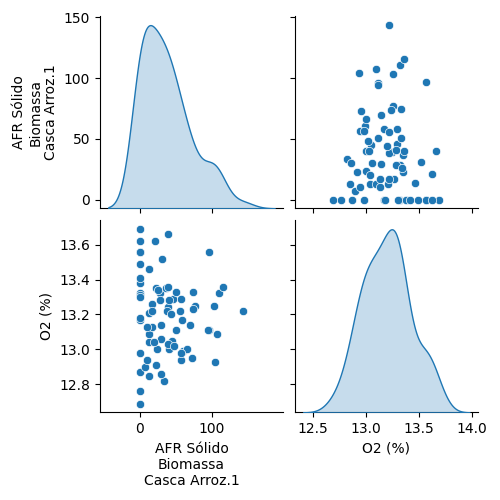 150
100
50
0
AFR Sólido
Biomassa
Casca Arroz.1
13.6
13.4
13.2
13.0
12.8
O2 (%)
0 100
AFR Sólido
Biomassa
Casca Arroz.1
12.5 13.0 13.5 14.0
O2 (%)